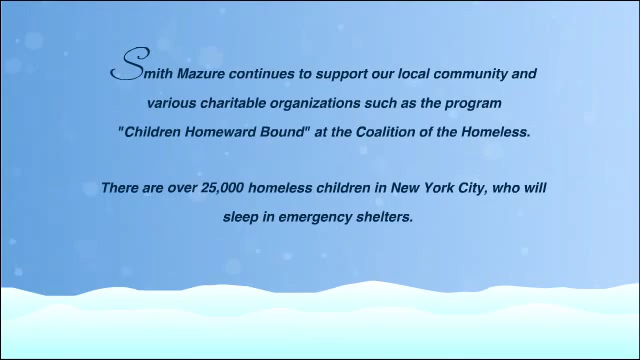 Smith Mazure continues to support our local community and
various charitable organizations such as the program
"Children Homeward Bound" at the Coalition of the Homeless.
There are over 25,000 homeless children in New York City, who will
sleep in emergency shelters.